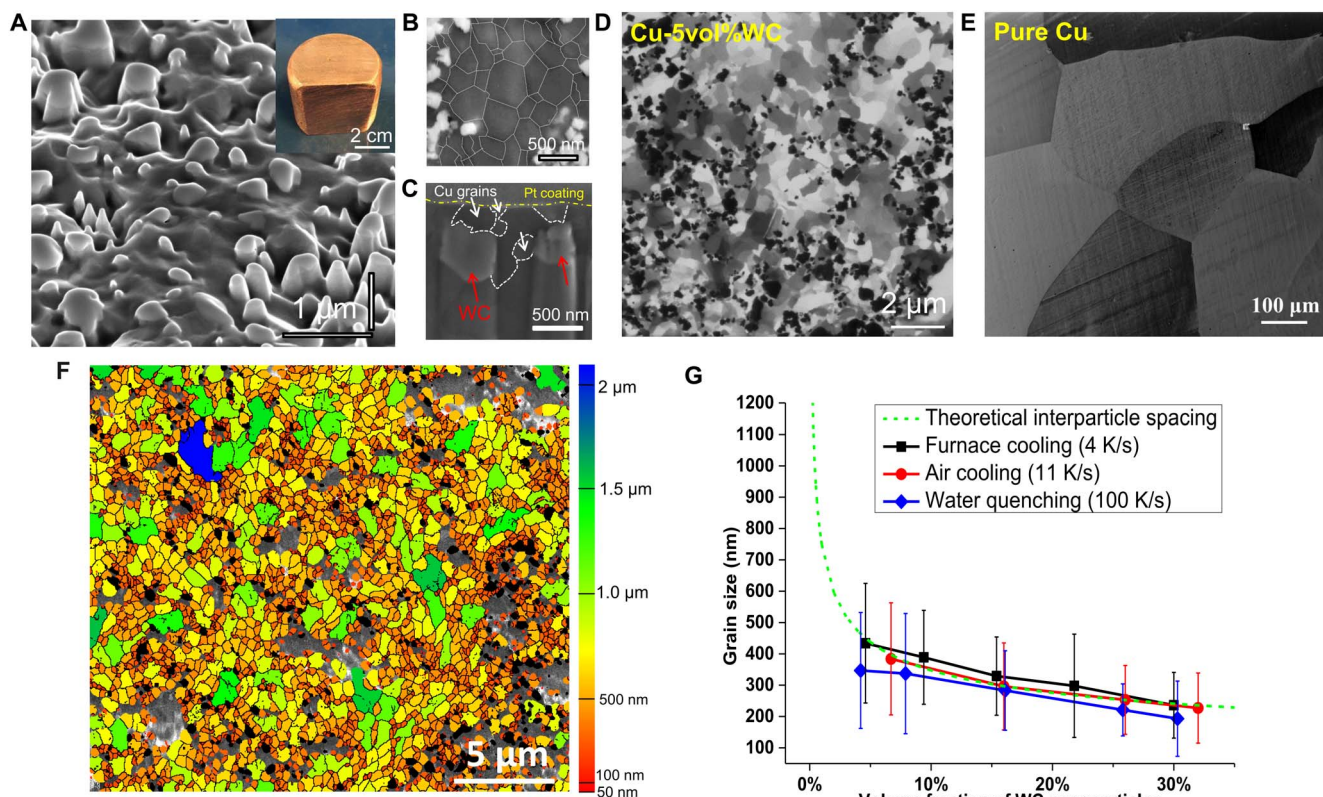 A
2 cm
1 μm
B
500 nm
C
Cu grains
Pt coating
WC
500 nm
D
Cu-5vol%WC
2 μm
E
Pure Cu
100 μm
F
2 μm
1.5 μm
1.0 μm
500 nm
100 nm
50 nm
5 μm
G
1200
1100
1000
900
800
700
600
500
400
300
200
100
Grain size (nm)
Theoretical interparticle spacing
Furnace cooling (4 K/s)
Air cooling (11 K/s)
Water quenching (100 K/s)
0%
10%
20%
30%